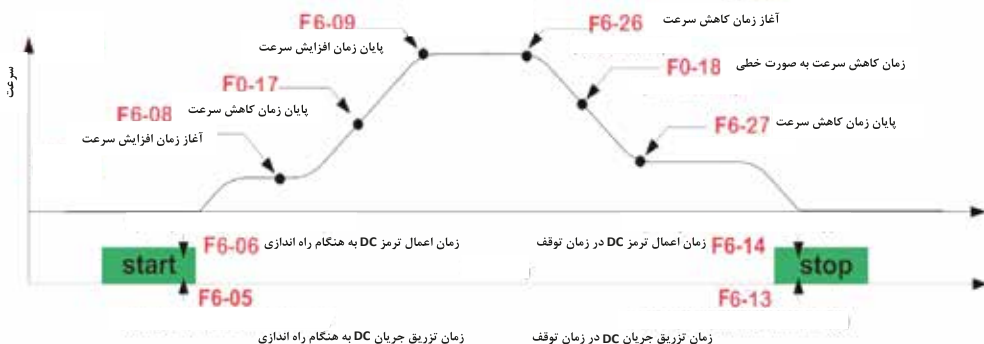 F6-09
پایان زمان افزایش سرعت
F6-26
آغاز زمان کاهش سرعت
F0-17
پایان زمان کاهش سرعت
F0-18
زمان کاهش سرعت به صورت خطی
F6-08
آغاز زمان افزایش سرعت
F6-27
پایان زمان کاهش سرعت
سرعت
start
F6-06
زمان اعمال ترمز DC به هنگام راه اندازی
زمان اعمال ترمز DC در زمان توقف
F6-14
stop
F6-05
F6-13
زمان تزریق جریان DC به هنگام راه اندازی
زمان تزریق جریان DC در زمان توقف